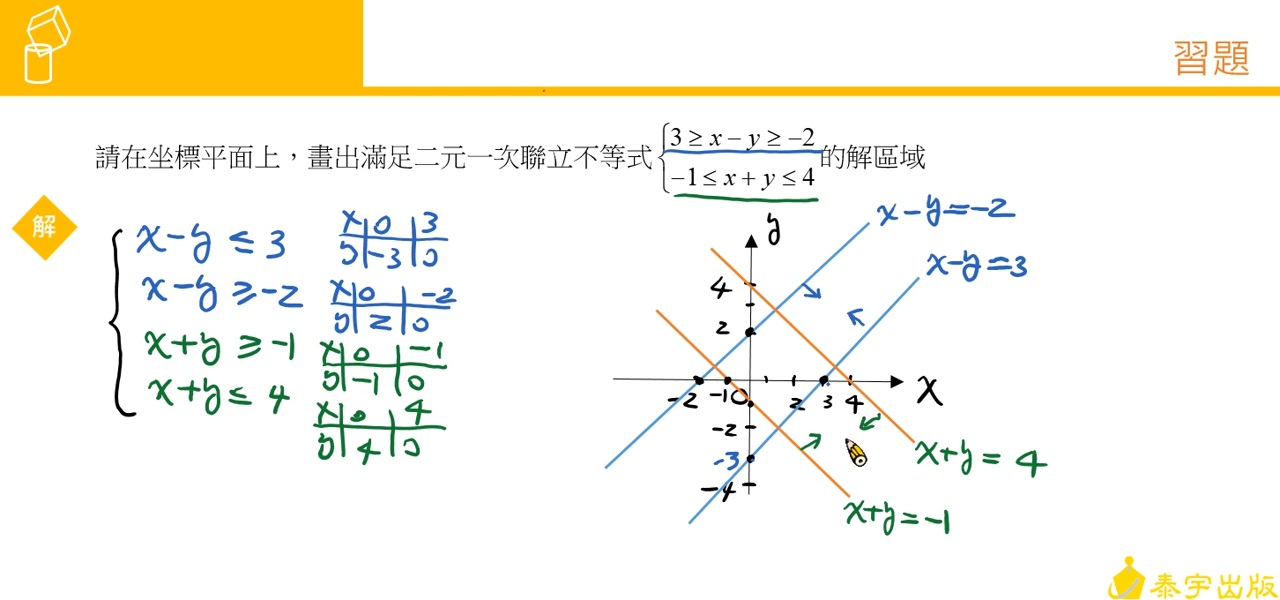 習題
請在坐標平面上，畫出滿足二元一次聯立不等式 { 3 ≥ x – y ≥ –2
–1 ≤ x + y ≤ 4 的解區域
解
x-y ≤ 3
x 0 3
y -3 0
x-y ≥ -2
x 0 -2
y 2 0
x+y ≥ -1
x 0 -1
y -1 0
x+y ≤ 4
x 0 4
y 4 0
y
x-y=-2
x-y=3
4
2
-2 -1 0 2 3 4 x
-2
-3
-4
x+y=4
x+y=-1
泰宇出版